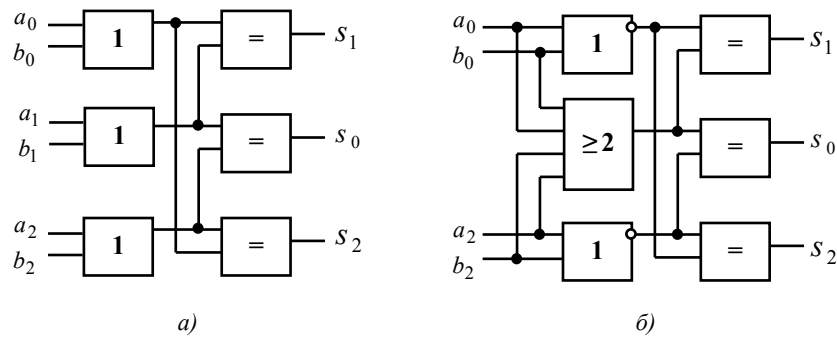 a₀
b₀
1
=
s₁
a₁
b₁
1
=
s₀
a₂
b₂
1
=
s₂
а)
a₀
b₀
1
=
s₁
≥2
=
s₀
a₂
b₂
1
=
s₂
б)